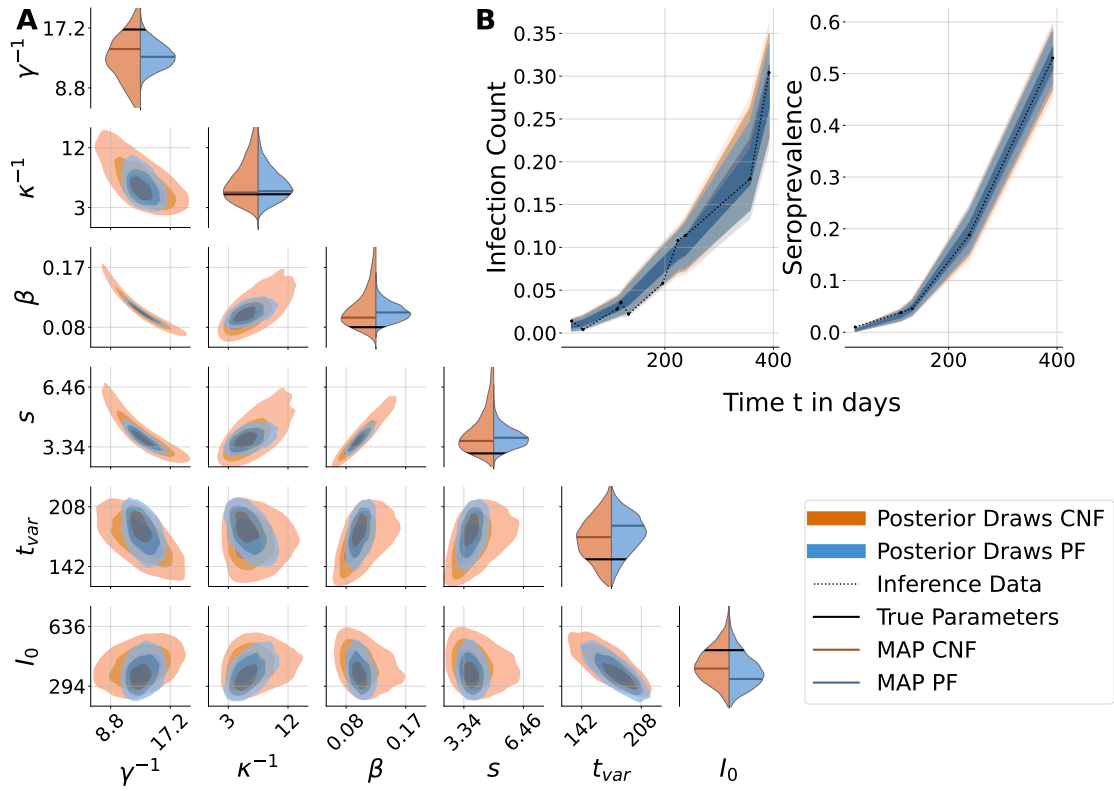 A
γ⁻¹
17.2
8.8
κ⁻¹
12
3
β
0.17
0.08
s
6.46
3.34
t_var
208
142
I₀
636
294
8.8 17.2
3 12
0.08 0.17
3.34 6.46
142 208
γ⁻¹ κ⁻¹ β s t_var I₀
B
Infection Count
0.35
0.30
0.25
0.20
0.15
0.10
0.05
0.00
200 400
Seroprevalence
0.6
0.5
0.4
0.3
0.2
0.1
0.0
200 400
Time t in days
Posterior Draws CNF
Posterior Draws PF
Inference Data
True Parameters
MAP CNF
MAP PF